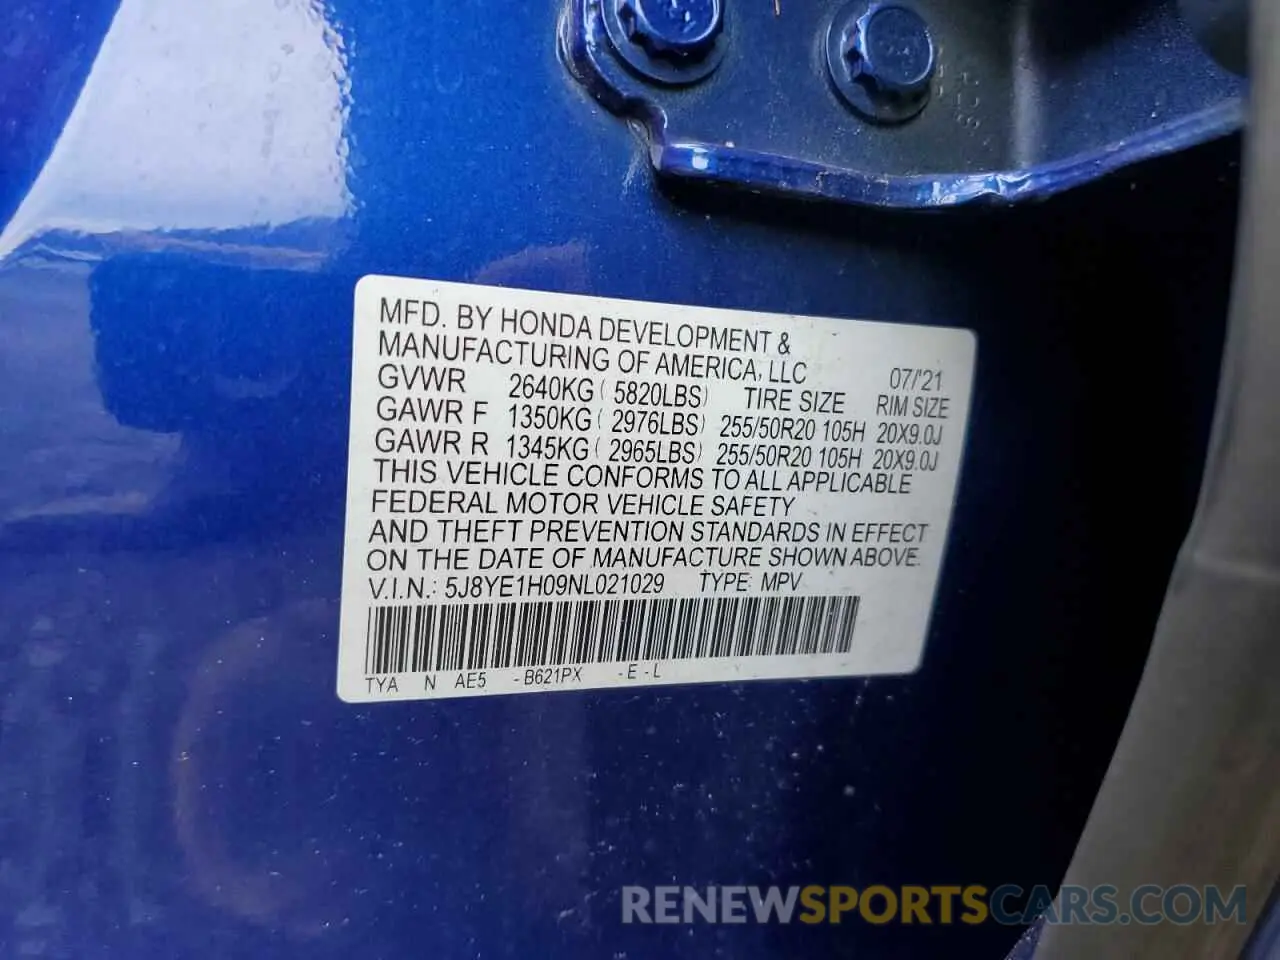 MFD. BY HONDA DEVELOPMENT &
MANUFACTURING OF AMERICA, LLC 07/'21
GVWR 2640KG ( 5820LBS) TIRE SIZE RIM SIZE
GAWR F 1350KG ( 2976LBS) 255/50R20 105H 20X9.0J
GAWR R 1345KG ( 2965LBS) 255/50R20 105H 20X9.0J
THIS VEHICLE CONFORMS TO ALL APPLICABLE
FEDERAL MOTOR VEHICLE SAFETY
AND THEFT PREVENTION STANDARDS IN EFFECT
ON THE DATE OF MANUFACTURE SHOWN ABOVE.
V.I.N.: 5J8YE1H09NL021029 TYPE: MPV
TYA N AE5 - B621PX - E - L
RENEWSPORTSCARS.COM